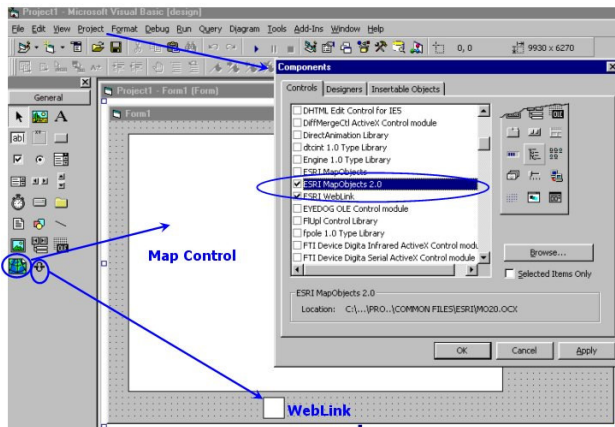 Project1 - Microsoft Visual Basic [design]
File Edit View Project Format Debug Run Query Diagram Tools Add-Ins Window Help
0, 0
9930 x 6270
General
Project1 - Form1 (Form)
Form1
Map Control
WebLink
Components
Controls
Designers
Insertable Objects
DHTML Edit Control for IE5
DiffMergeCtl ActiveX Control module
DirectAnimation Library
dtcint 1.0 Type Library
Engine 1.0 Type Library
ESRI MapObjects
ESRI MapObjects 2.0
ESRI WebLink
EYEDOG OLE Control module
FlUpl Control Library
fpole 1.0 Type Library
FTI Device Digita Infrared ActiveX Control modu
FTI Device Digita Serial ActiveX Control module
Browse...
Selected Items Only
ESRI MapObjects 2.0
Location: C:\...\PRO..\COMMON FILES\ESRI\MO20.OCX
OK
Cancel
Apply